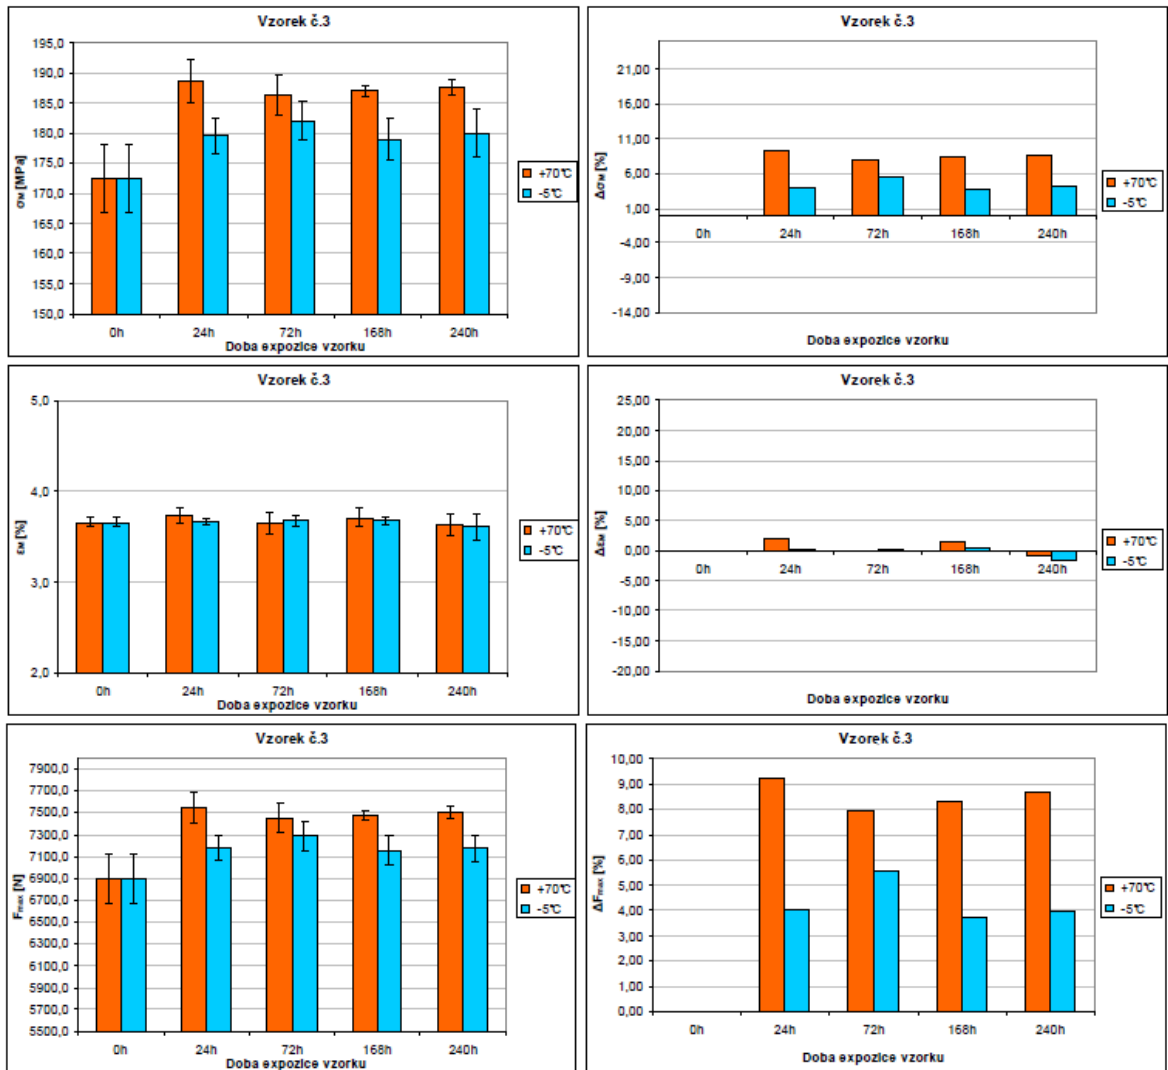 Vzorek č.3
195,0
190,0
185,0
180,0
175,0
170,0
165,0
160,0
155,0
150,0
σM [MPa]
0h 24h 72h 168h 240h
Doba expozice vzorku
+70°C
-5°C
Vzorek č.3
21,00
16,00
11,00
6,00
1,00
-4,00
-9,00
-14,00
ΔσM [%]
0h 24h 72h 168h 240h
Doba expozice vzorku
+70°C
-5°C
Vzorek č.3
5,0
4,0
3,0
2,0
εM [%]
0h 24h 72h 168h 240h
Doba expozice vzorku
+70°C
-5°C
Vzorek č.3
25,00
20,00
15,00
10,00
5,00
0,00
-5,00
-10,00
-15,00
-20,00
ΔεM [%]
0h 24h 72h 168h 240h
Doba expozice vzorku
+70°C
-5°C
Vzorek č.3
7900,0
7700,0
7500,0
7300,0
7100,0
6900,0
6700,0
6500,0
6300,0
6100,0
5900,0
5700,0
5500,0
Fmax [N]
0h 24h 72h 168h 240h
Doba expozice vzorku
+70°C
-5°C
Vzorek č.3
10,00
9,00
8,00
7,00
6,00
5,00
4,00
3,00
2,00
1,00
0,00
ΔFmax [%]
0h 24h 72h 168h 240h
Doba expozice vzorku
+70°C
-5°C